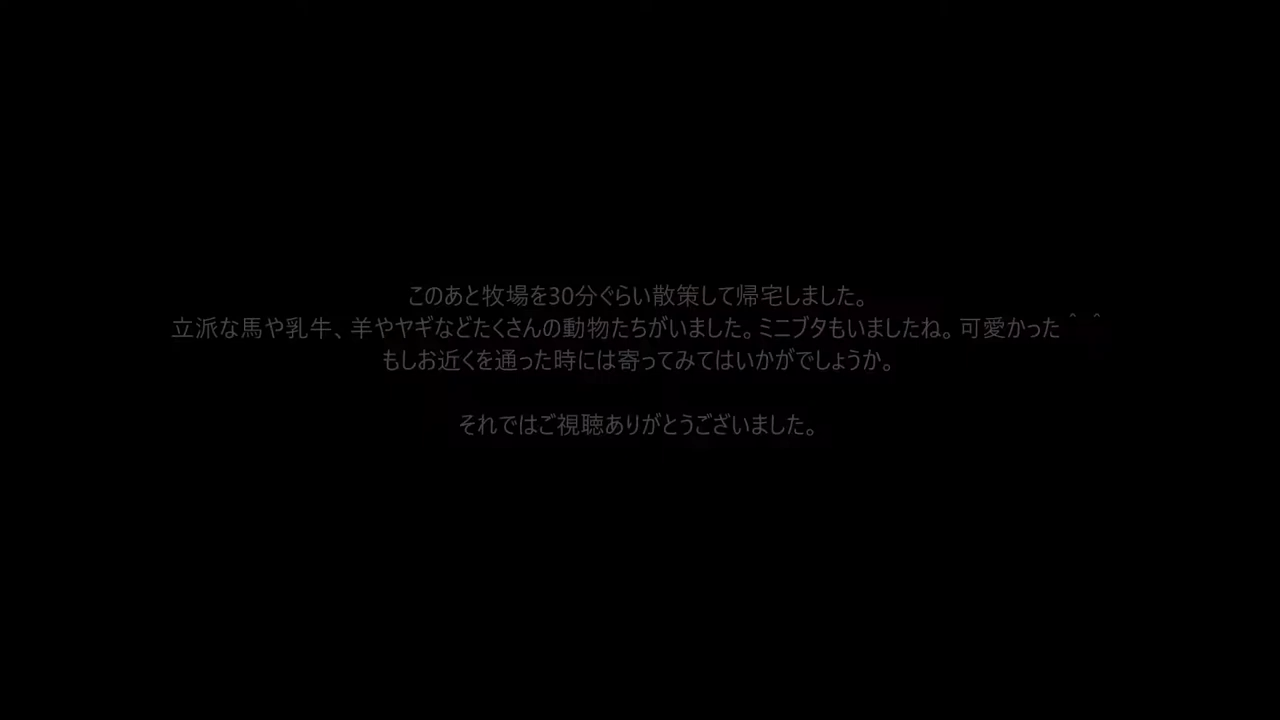 このあと牧場を30分ぐらい散策して帰宅しました。
立派な馬や乳牛、羊やヤギなどたくさんの動物たちがいました。ミニブタもいましたね。可愛かった＾＾
もしお近くを通った時には寄ってみてはいかがでしょうか。
それではご視聴ありがとうございました。